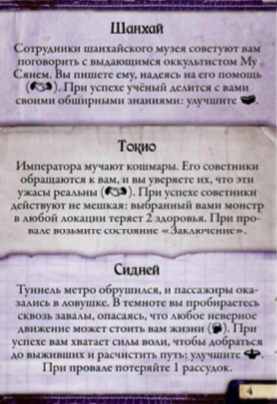 Шанхай
Сотрудники шанхайского музея советуют вам
поговорить с выдающимся оккультистом Му
Сянем. Вы пишете ему, надеясь на его помощь
(). При успехе учёный делится с вами
своими обширными знаниями: улучшите .
Токио
Императора мучают кошмары. Его советники
обращаются к вам, и вы уверяете их, что эти
ужасы реальны (). При успехе советники
действуют не мешкая: выбранный вами монстр
в любой локации теряет 2 здоровья. При про-
вале возьмите состояние «Заключение».
Сидней
Туннель метро обрушился, и пассажиры ока-
зались в ловушке. В темноте вы пробираетесь
сквозь завалы, опасаясь, что любое неверное
движение может стоить вам жизни (). При
успехе вам хватает силы воли, чтобы добраться
до выживших и расчистить путь: улучшите .
При провале потеряйте 1 рассудок.
4